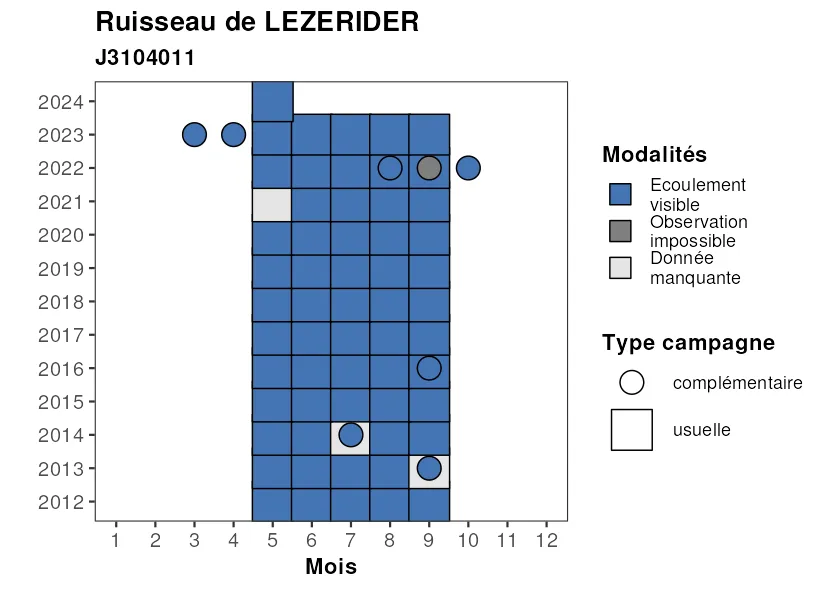 Ruisseau de LEZERIDER
J3104011
2024
2023
2022
2021
2020
2019
2018
2017
2016
2015
2014
2013
2012
1 2 3 4 5 6 7 8 9 10 11 12
Mois
Modalités
Ecoulement
visible
Observation
impossible
Donnée
manquante
Type campagne
complémentaire
usuelle